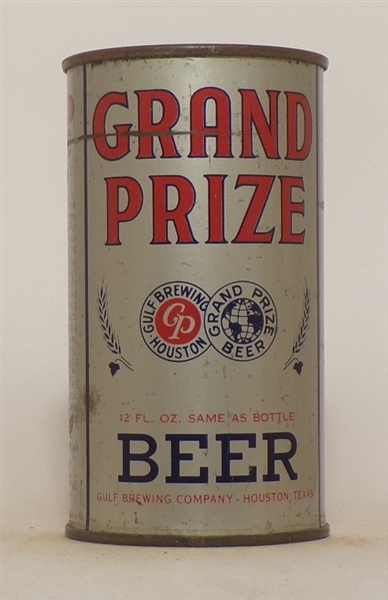 GRAND
PRIZE
GULF BREWING
GP
HOUSTON
GRAND PRIZE
BEER
12 FL. OZ. SAME AS BOTTLE
BEER
GULF BREWING COMPANY - HOUSTON, TEXAS